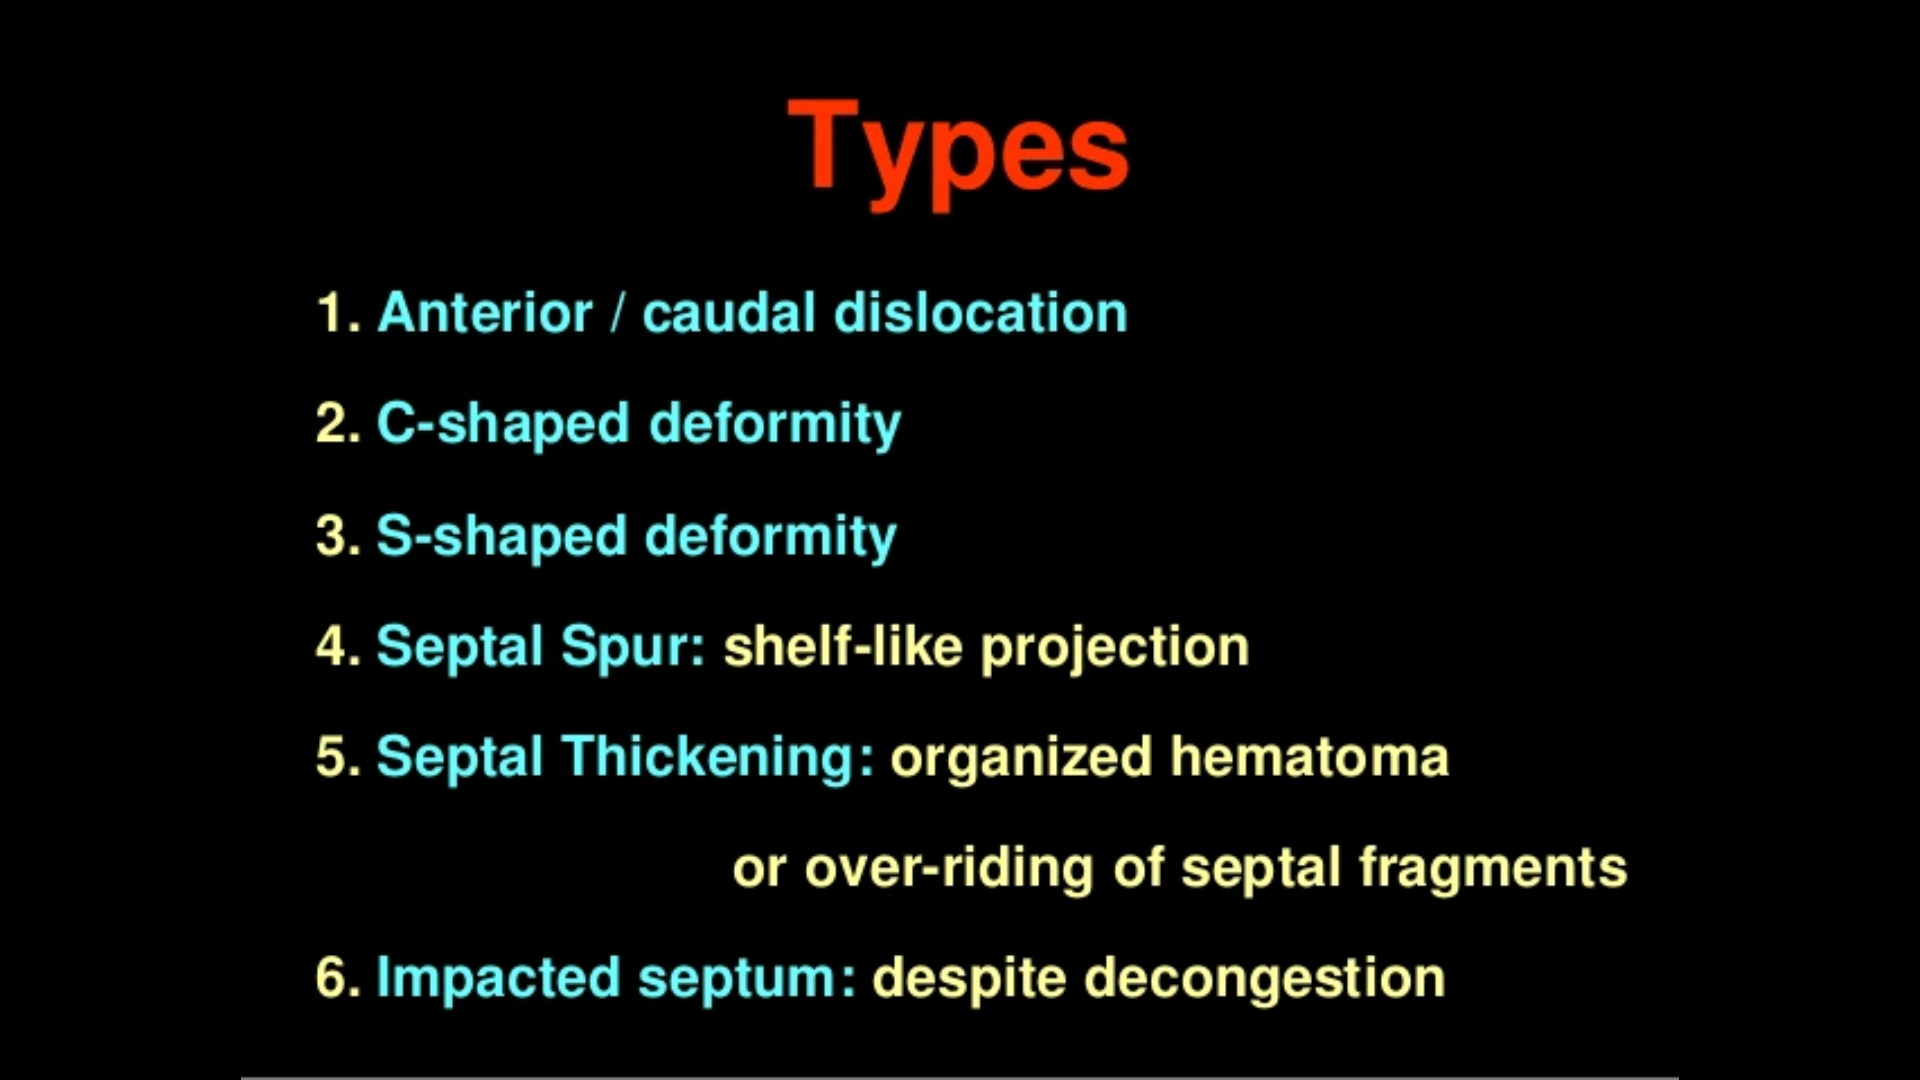 Types
1. Anterior / caudal dislocation
2. C-shaped deformity
3. S-shaped deformity
4. Septal Spur: shelf-like projection
5. Septal Thickening: organized hematoma
or over-riding of septal fragments
6. Impacted septum: despite decongestion